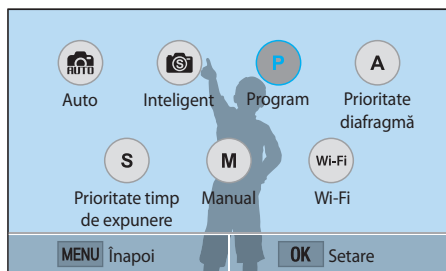 AUTO S P A
Auto Inteligent Program Prioritate
diafragmă
S M Wi-Fi
Prioritate timp Manual Wi-Fi
de expunere
MENU Înapoi OK Setare